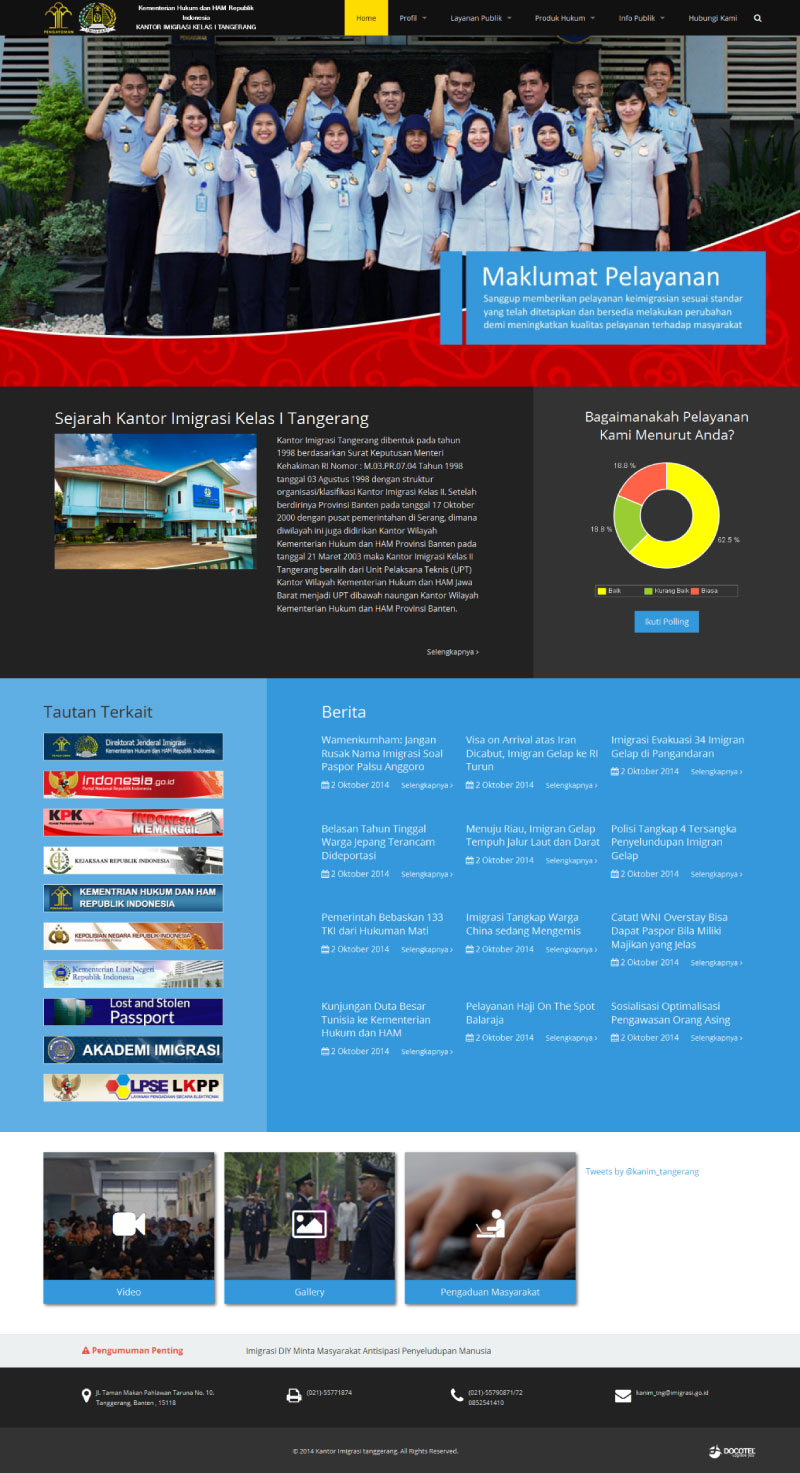 PENGAYOMAN
IMIGRASI
Kementerian Hukum dan HAM Republik
Indonesia
KANTOR IMIGRASI KELAS I TANGERANG
Home
Profil
Layanan Publik
Produk Hukum
Info Publik
Hubungi Kami
Maklumat Pelayanan
Sanggup memberikan pelayanan keimigrasian sesuai standar
yang telah ditetapkan dan bersedia melakukan perubahan
demi meningkatkan kualitas pelayanan terhadap masyarakat
Sejarah Kantor Imigrasi Kelas I Tangerang
Kantor Imigrasi Tangerang dibentuk pada tahun
1998 berdasarkan Surat Keputusan Menteri
Kehakiman RI Nomor : M.03.PR.07.04 Tahun 1998
tanggal 03 Agustus 1998 dengan struktur
organisasi/klasifikasi Kantor Imigrasi Kelas II. Setelah
berdirinya Provinsi Banten pada tanggal 17 Oktober
2000 dengan pusat pemerintahan di Serang, dimana
diwilayah ini juga didirikan Kantor Wilayah
Kementerian Hukum dan HAM Provinsi Banten pada
tanggal 21 Maret 2003 maka Kantor Imigrasi Kelas II
Tangerang beralih dari Unit Pelaksana Teknis (UPT)
Kantor Wilayah Kementerian Hukum dan HAM Jawa
Barat menjadi UPT dibawah naungan Kantor Wilayah
Kementerian Hukum dan HAM Provinsi Banten.
Selengkapnya ›
Bagaimanakah Pelayanan
Kami Menurut Anda?
18.8 %
18.8 %
62.5 %
Baik
Kurang Baik
Biasa
Ikuti Polling
Tautan Terkait
Direktorat Jenderal Imigrasi
Kementerian Hukum dan HAM Republik Indonesia
indonesia.go.id
Portal Nasional Republik Indonesia
KPK
INDONESIA
MEMANGGIL
KEJAKSAAN REPUBLIK INDONESIA
KEMENTRIAN HUKUM DAN HAM
REPUBLIK INDONESIA
KEPOLISIAN NEGARA REPUBLIK INDONESIA
Kementerian Luar Negeri
Republik Indonesia
Lost and Stolen
Passport
AKADEMI IMIGRASI
LPSE LKPP
LAYANAN PENGADAAN SECARA ELEKTRONIK
Berita
Wamenkumham: Jangan
Rusak Nama Imigrasi Soal
Paspor Palsu Anggoro
2 Oktober 2014 Selengkapnya ›
Visa on Arrival atas Iran
Dicabut, Imigran Gelap ke RI
Turun
2 Oktober 2014 Selengkapnya ›
Imigrasi Evakuasi 34 Imigran
Gelap di Pangandaran
2 Oktober 2014 Selengkapnya ›
Belasan Tahun Tinggal
Warga Jepang Terancam
Dideportasi
2 Oktober 2014 Selengkapnya ›
Menuju Riau, Imigran Gelap
Tempuh Jalur Laut dan Darat
2 Oktober 2014 Selengkapnya ›
Polisi Tangkap 4 Tersangka
Penyelundupan Imigran
Gelap
2 Oktober 2014 Selengkapnya ›
Pemerintah Bebaskan 133
TKI dari Hukuman Mati
2 Oktober 2014 Selengkapnya ›
Imigrasi Tangkap Warga
China sedang Mengemis
2 Oktober 2014 Selengkapnya ›
Catat! WNI Overstay Bisa
Dapat Paspor Bila Miliki
Majikan yang Jelas
2 Oktober 2014 Selengkapnya ›
Kunjungan Duta Besar
Tunisia ke Kementerian
Hukum dan HAM
2 Oktober 2014 Selengkapnya ›
Pelayanan Haji On The Spot
Balaraja
2 Oktober 2014 Selengkapnya ›
Sosialisasi Optimalisasi
Pengawasan Orang Asing
2 Oktober 2014 Selengkapnya ›
Video
Gallery
Pengaduan Masyarakat
Tweets by @kanim_tangerang
Pengumuman Penting
Imigrasi DIY Minta Masyarakat Antisipasi Penyeludupan Manusia
Jl. Taman Makan Pahlawan Taruna No. 10.
Tanggerang, Banten , 15118
(021)-55771874
(021)-55790871/72
0852541410
kanim_tng@imigrasi.go.id
© 2014 Kantor Imigrasi tanggerang. All Rights Reserved.
DOCOTEL